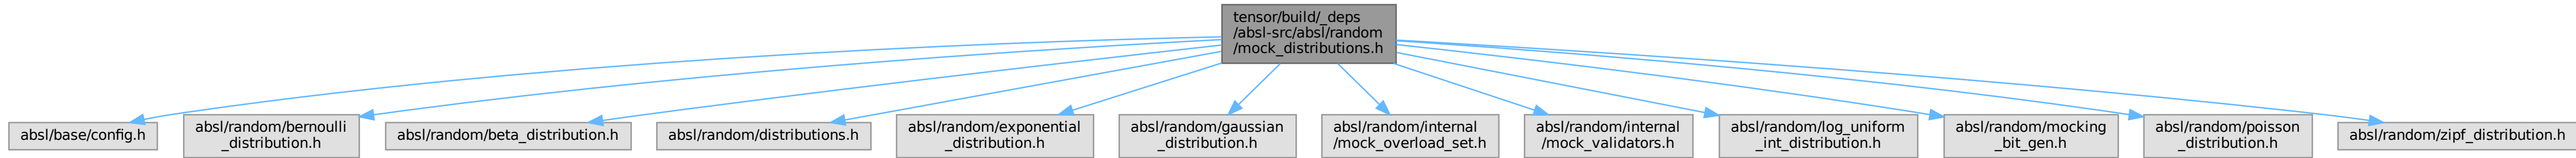 tensor/build/_deps
/absl-src/absl/random
/mock_distributions.h
absl/base/config.h
absl/random/bernoulli
_distribution.h
absl/random/beta_distribution.h
absl/random/distributions.h
absl/random/exponential
_distribution.h
absl/random/gaussian
_distribution.h
absl/random/internal
/mock_overload_set.h
absl/random/internal
/mock_validators.h
absl/random/log_uniform
_int_distribution.h
absl/random/mocking
_bit_gen.h
absl/random/poisson
_distribution.h
absl/random/zipf_distribution.h